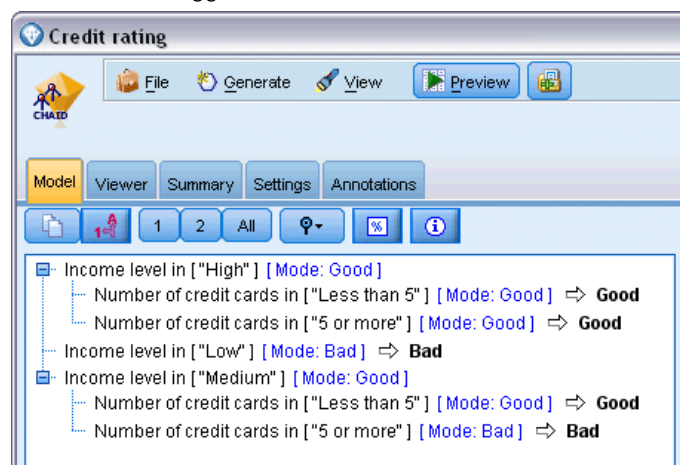 Credit rating
CHAID
File Generate View Preview
Model Viewer Summary Settings Annotations
1 2 All %
Income level in ["High"] [Mode: Good]
Number of credit cards in ["Less than 5"] [Mode: Good] ⇨ Good
Number of credit cards in ["5 or more"] [Mode: Good] ⇨ Good
Income level in ["Low"] [Mode: Bad] ⇨ Bad
Income level in ["Medium"] [Mode: Good]
Number of credit cards in ["Less than 5"] [Mode: Good] ⇨ Good
Number of credit cards in ["5 or more"] [Mode: Bad] ⇨ Bad